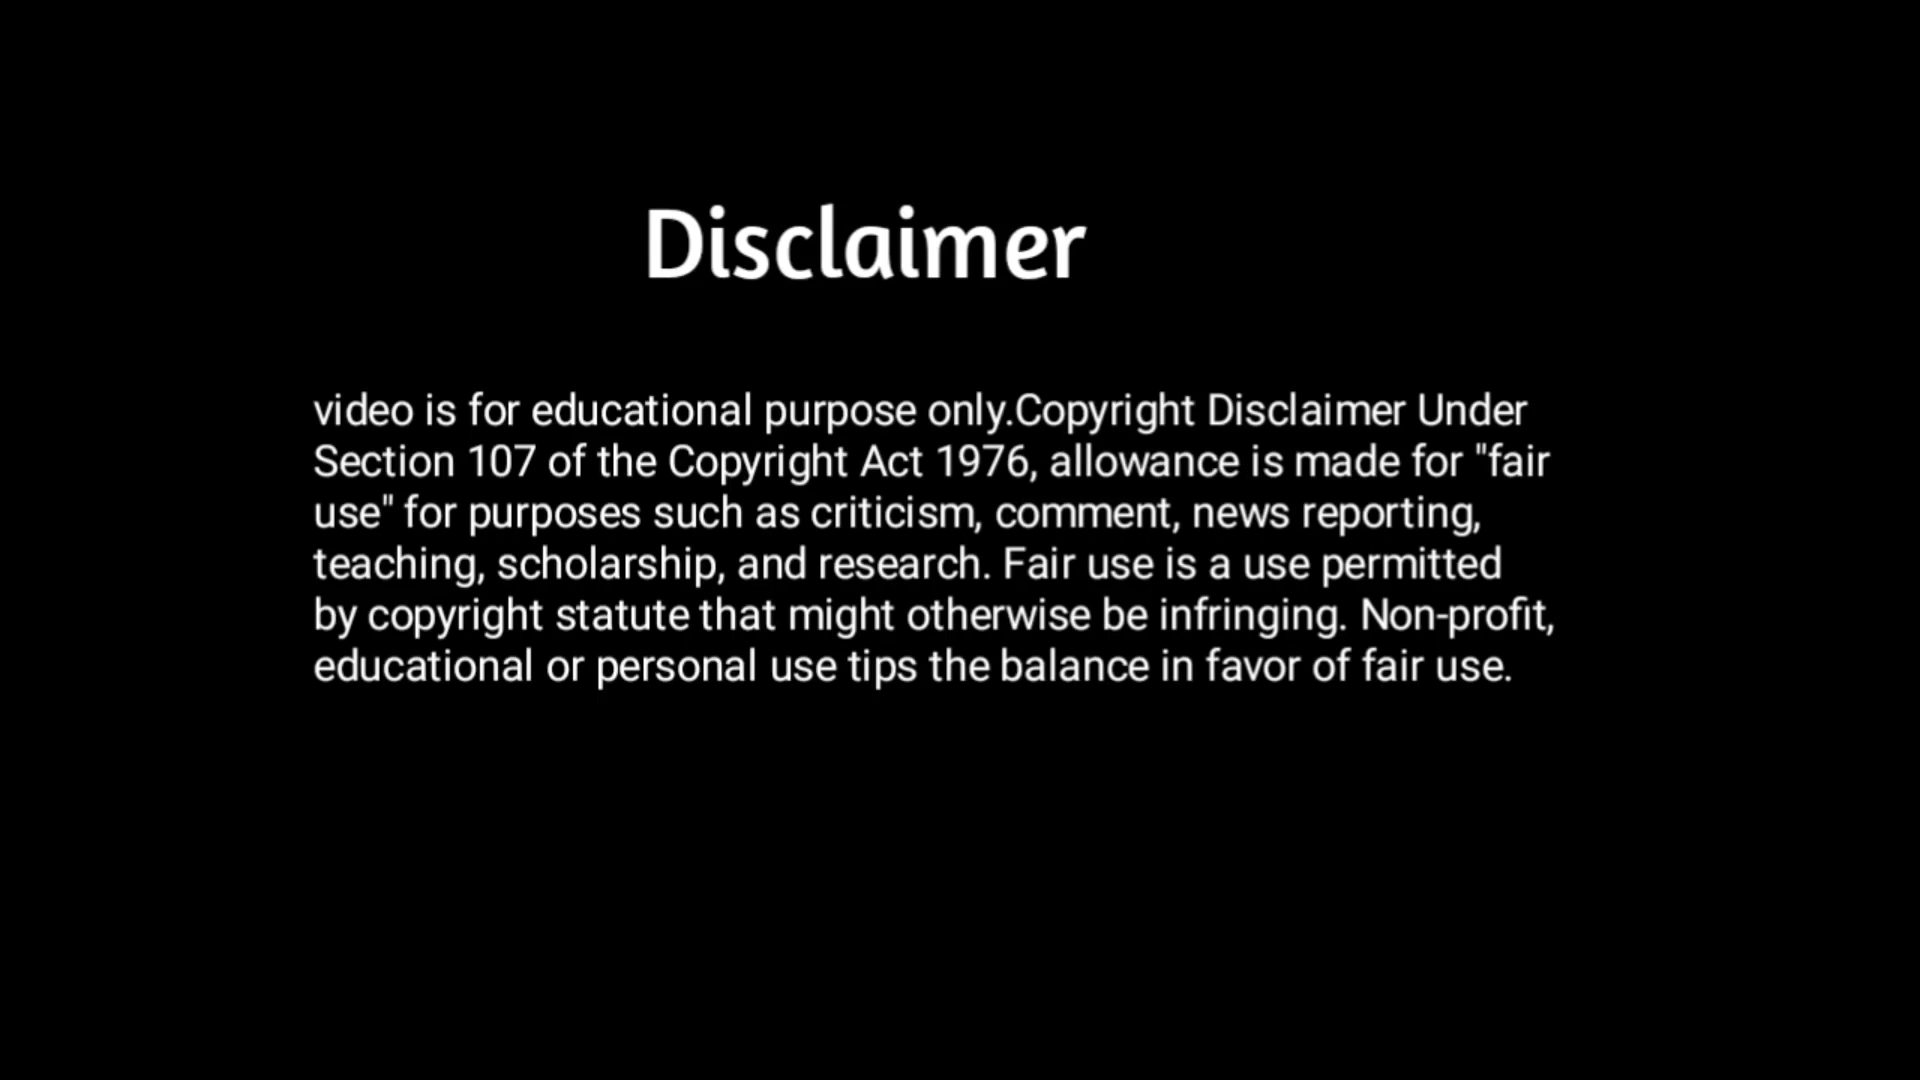 Disclaimer
video is for educational purpose only.Copyright Disclaimer Under
Section 107 of the Copyright Act 1976, allowance is made for "fair
use" for purposes such as criticism, comment, news reporting,
teaching, scholarship, and research. Fair use is a use permitted
by copyright statute that might otherwise be infringing. Non-profit,
educational or personal use tips the balance in favor of fair use.